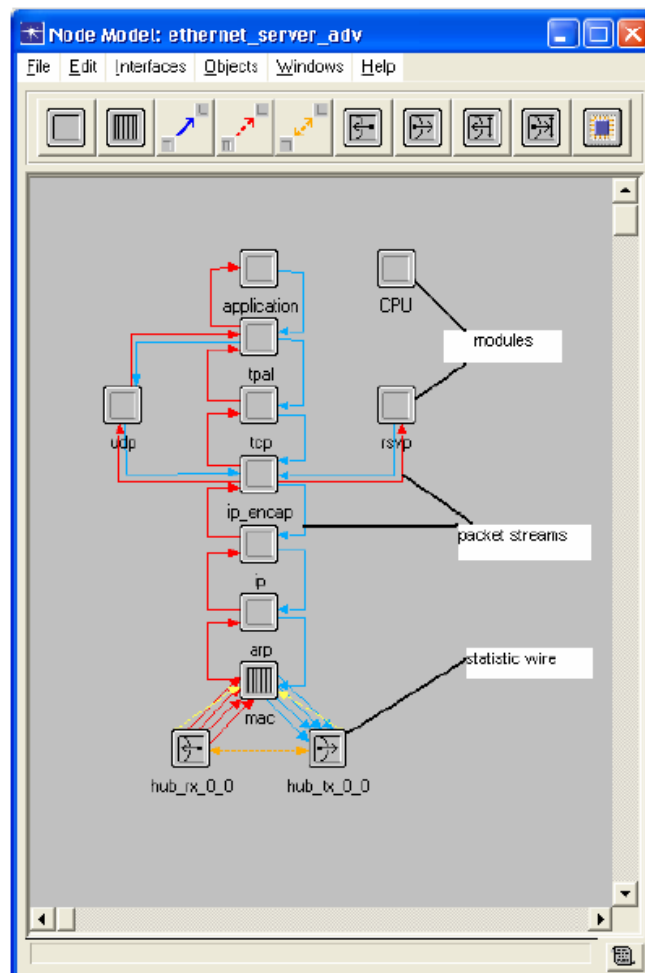 Node Model: ethernet_server_adv
File Edit Interfaces Objects Windows Help
application
CPU
modules
tpal
udp
tcp
rsvp
ip_encap
packet streams
ip
arp
statistic wire
mac
hub_rx_0_0
hub_tx_0_0